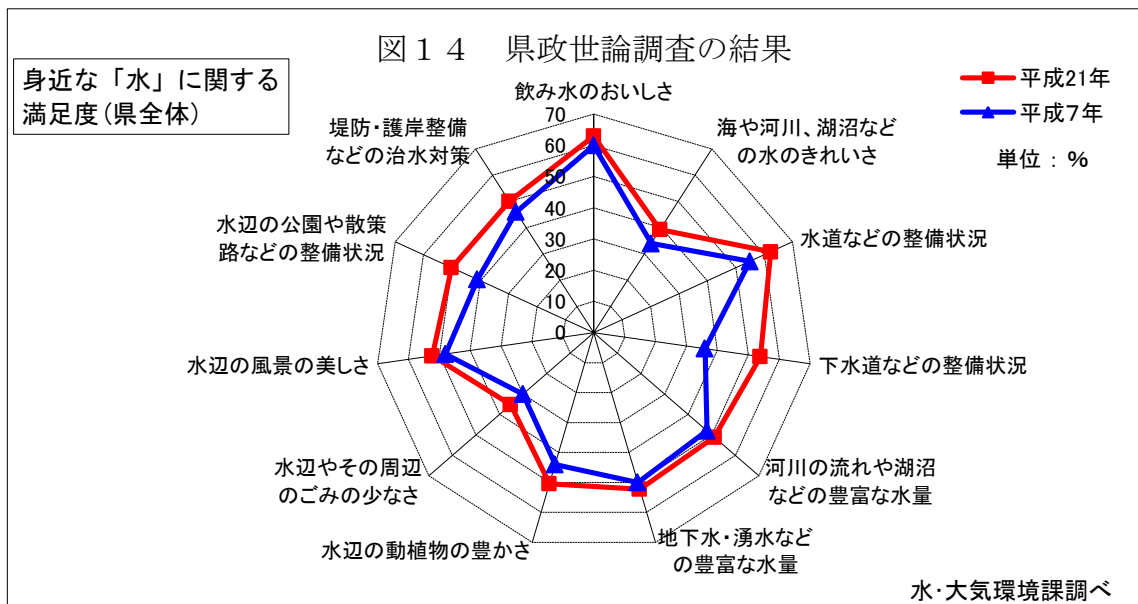 図14 県政世論調査の結果
身近な「水」に関する
満足度(県全体)
平成21年
平成7年
単位：%
飲み水のおいしさ
海や河川、湖沼など
の水のきれいさ
水道などの整備状況
下水道などの整備状況
河川の流れや湖沼
などの豊富な水量
地下水・湧水など
の豊富な水量
水辺の動植物の豊かさ
水辺やその周辺
のごみの少なさ
水辺の風景の美しさ
水辺の公園や散策
路などの整備状況
堤防・護岸整備
などの治水対策
70
60
50
40
30
20
10
0
水・大気環境課調べ